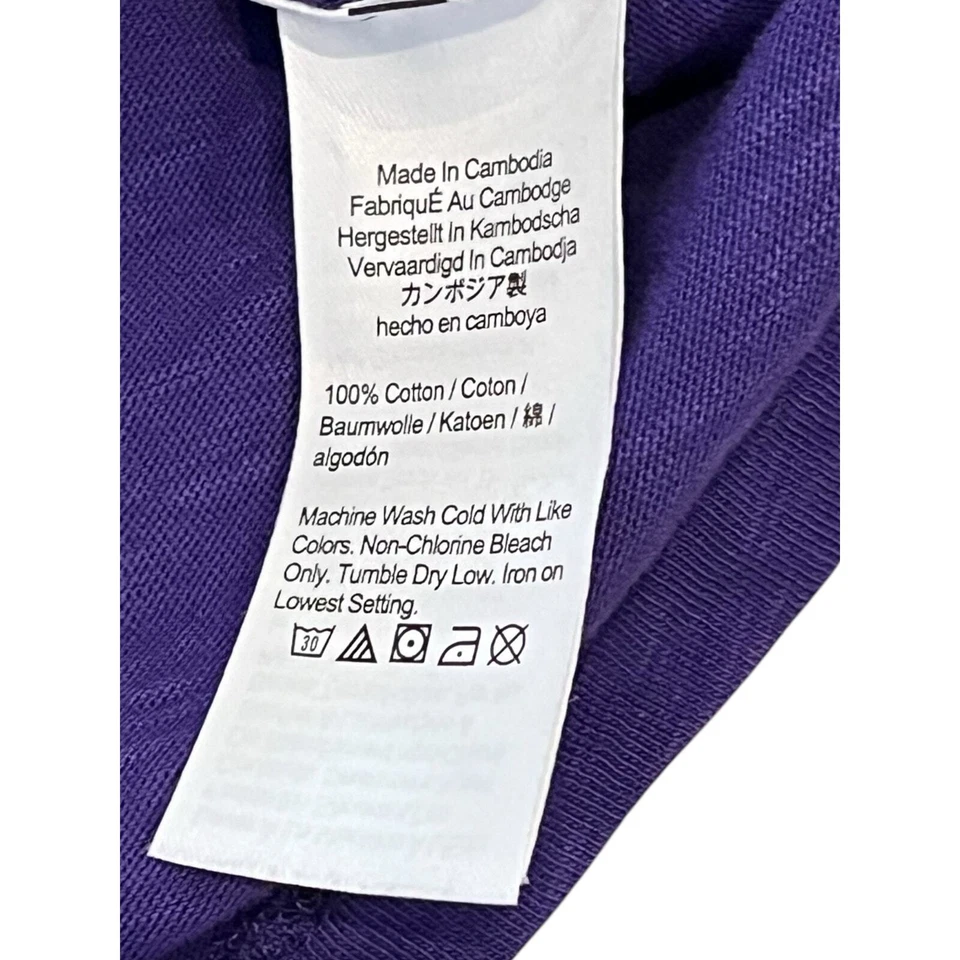 Made In Cambodia
FabriquÉ Au Cambodge
Hergestellt In Kambodscha
Vervaardigd In Cambodja
カンボジア製
hecho en camboya
100% Cotton / Coton /
Baumwolle / Katoen / 綿 /
algodón
Machine Wash Cold With Like
Colors. Non-Chlorine Bleach
Only. Tumble Dry Low. Iron on
Lowest Setting.
30